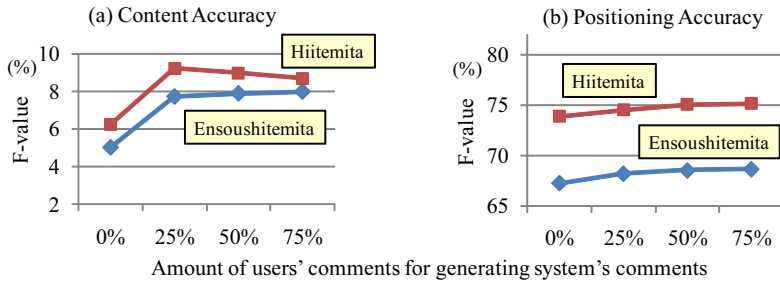 (a) Content Accuracy
(%)
F-value
10
8
6
4
2
Hiitemita
Ensoushitemita
0% 25% 50% 75%
(b) Positioning Accuracy
(%)
F-value
80
75
70
65
Hiitemita
Ensoushitemita
0% 25% 50% 75%
Amount of users' comments for generating system's comments